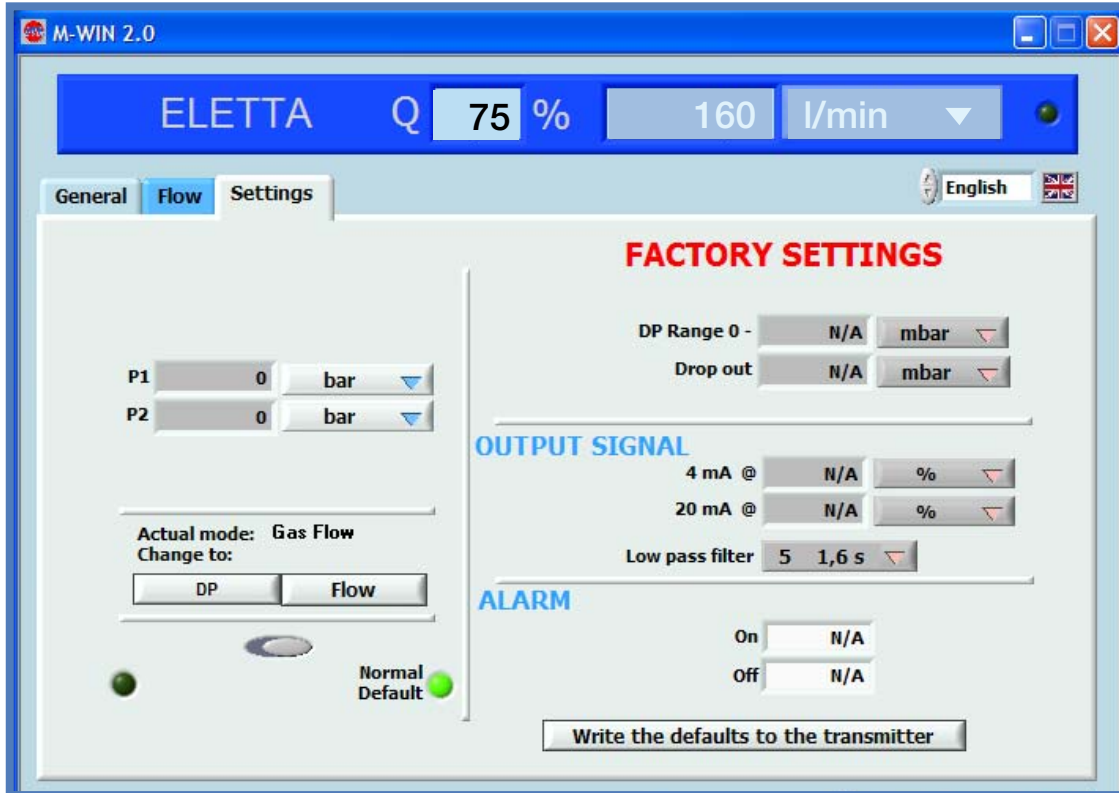 M-WIN 2.0
ELETTA Q 75 % 160 l/min
General Flow Settings
English
FACTORY SETTINGS
DP Range 0 - N/A mbar
Drop out N/A mbar
P1 0 bar
P2 0 bar
OUTPUT SIGNAL
4 mA @ N/A %
20 mA @ N/A %
Low pass filter 5 1,6 s
Actual mode: Gas Flow
Change to:
DP Flow
Normal
Default
ALARM
On N/A
Off N/A
Write the defaults to the transmitter